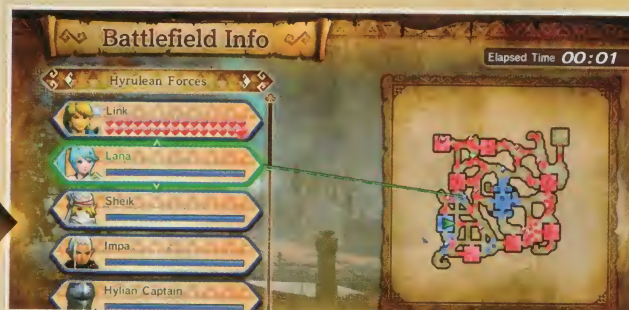 Battlefield Info
Elapsed Time 00:01
Hyrulean Forces
Link
Lana
Sheik
Impa
Hylian Captain